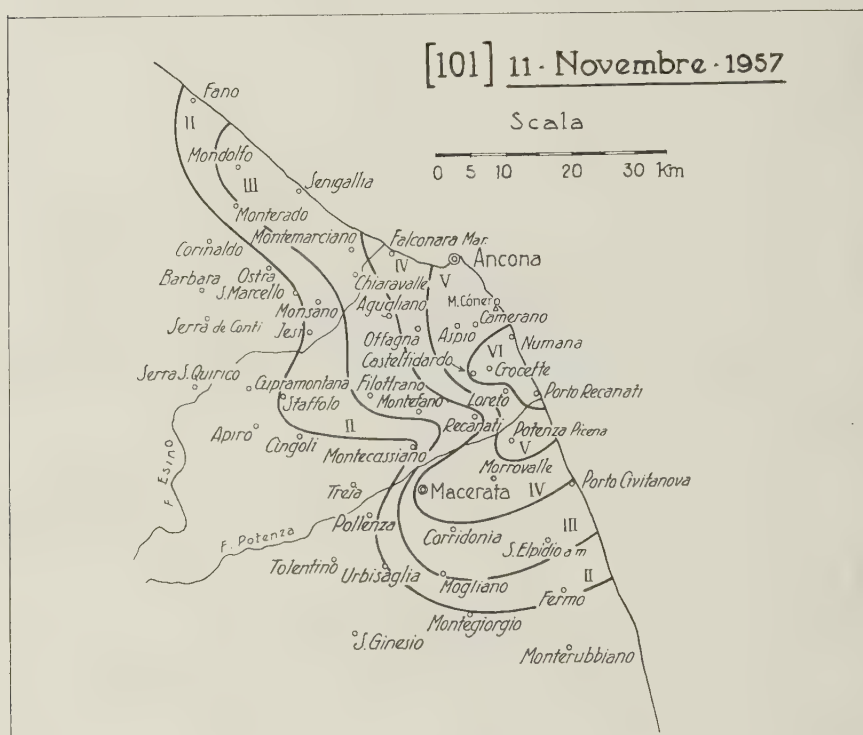 [101] 11 · Novembre · 1957
Scala
0 5 10 20 30 Km
Fano
II
Mondolfo
III
Senigallia
Monterado
Corinaldo
Montemarciano
Falconara Mar.
IV
V
Ancona
Barbara
Ostra
S. Marcello
Chiaravalle
M. Cóner
Monsano
Agugliano
Camerano
Serra de Conti
Jesi
Offagna
Aspio
Numana
Castelfidardo
VI
Crocette
Serra S. Quirico
Cupramontana
Filottrano
Loreto
Porto Recanati
Staffolo
Montefano
Apiro
Cingoli
II
Recanati
Potenza Picena
V
Montecassiano
Morrovalle
F. Esino
Treia
Macerata
IV
Porto Civitanova
Pollenza
F. Potenza
Corridonia
III
S. Elpidio a m
Tolentino
Urbisaglia
Mogliano
II
Fermo
Montegiorgio
S. Ginesio
Monterubbiano